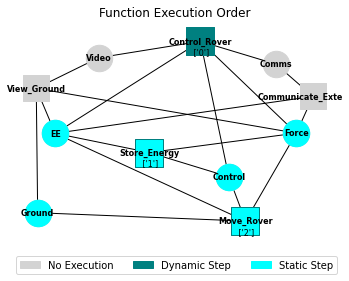 Function Execution Order
Control_Rover
['0']
Video
Comms
View_Ground
Communicate_Exte
EE
Force
Store_Energy
['1']
Control
Ground
Move_Rover
['2']
No Execution
Dynamic Step
Static Step